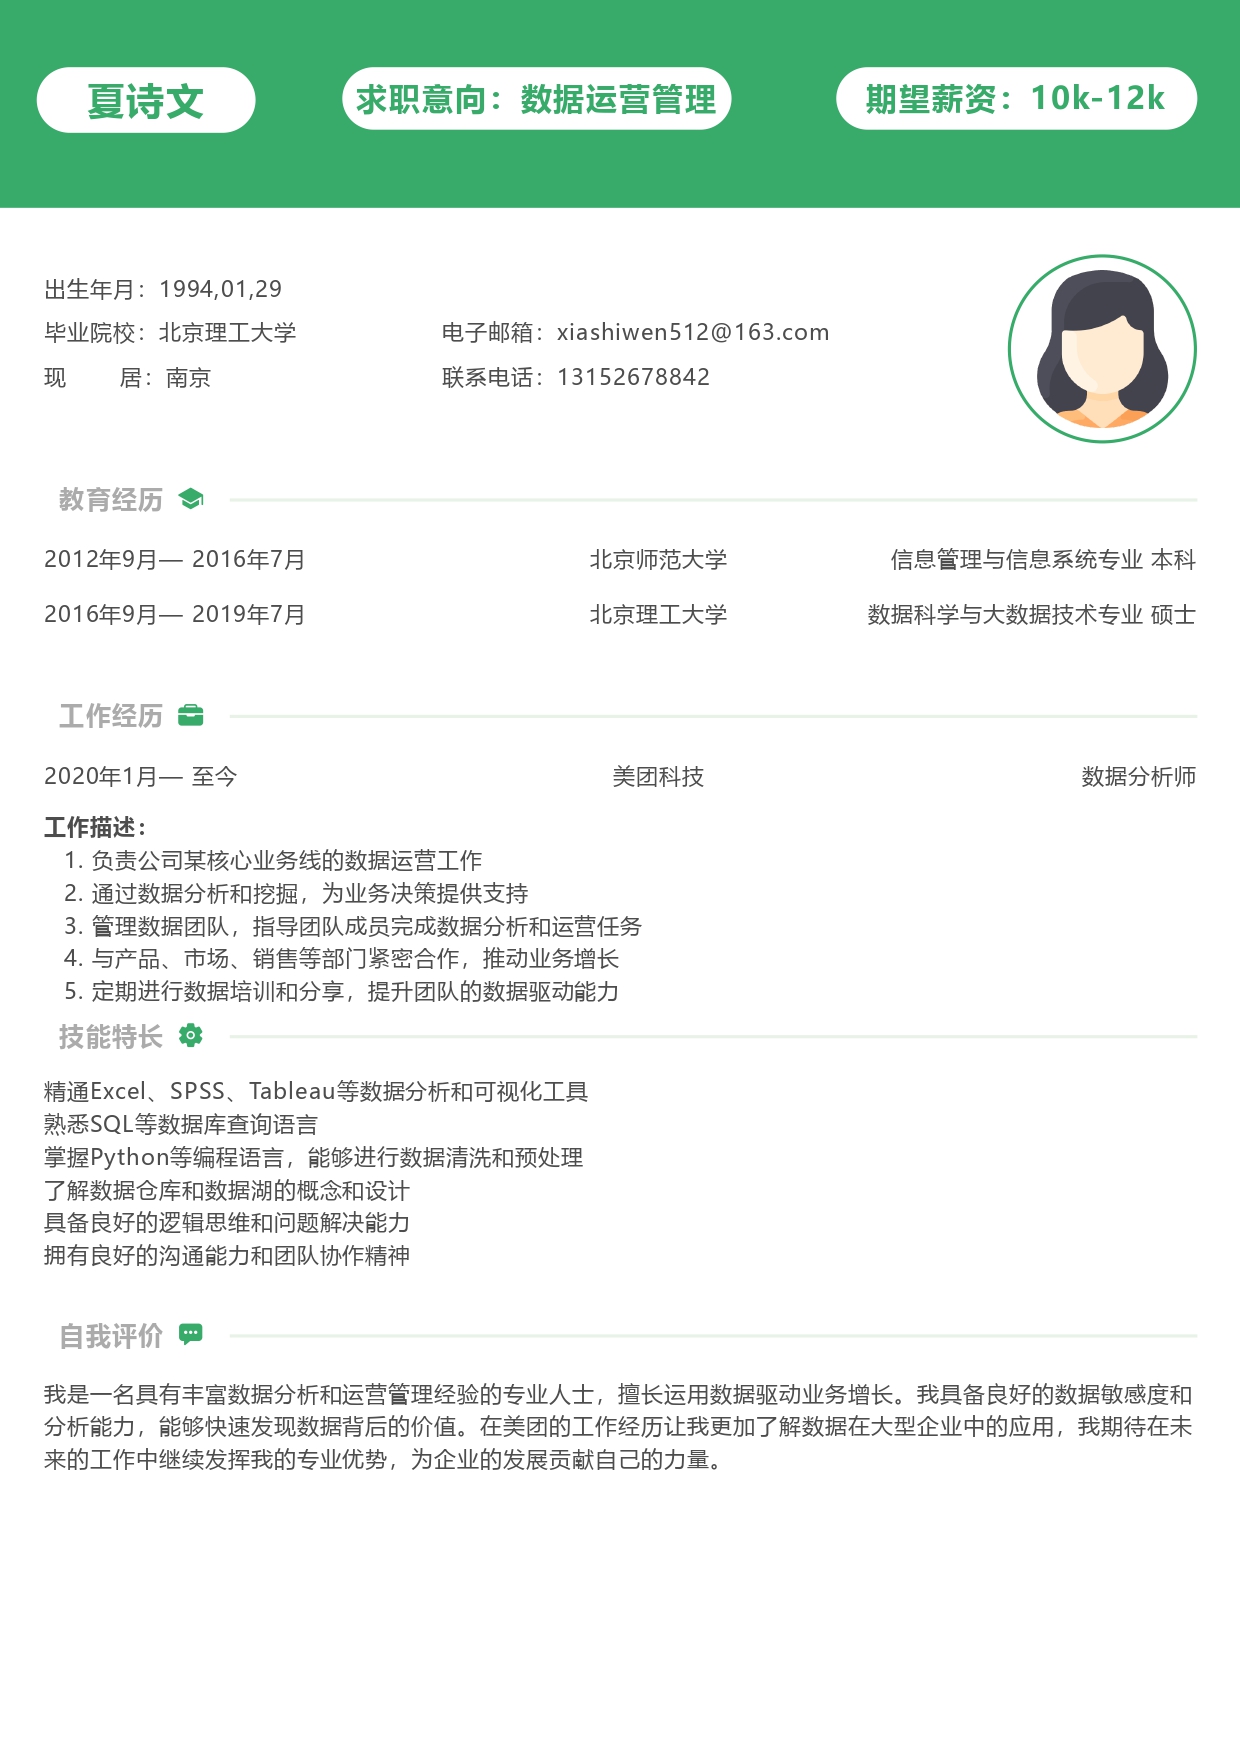 夏诗文
求职意向：数据运营管理
期望薪资：10k-12k
出生年月：1994,01,29
毕业院校：北京理工大学 电子邮箱：xiashiwen512@163.com
现 居：南京 联系电话：13152678842
教育经历
2012年9月— 2016年7月 北京师范大学 信息管理与信息系统专业 本科
2016年9月— 2019年7月 北京理工大学 数据科学与大数据技术专业 硕士
工作经历
2020年1月— 至今 美团科技 数据分析师
工作描述：
1. 负责公司某核心业务线的数据运营工作
2. 通过数据分析和挖掘，为业务决策提供支持
3. 管理数据团队，指导团队成员完成数据分析和运营任务
4. 与产品、市场、销售等部门紧密合作，推动业务增长
5. 定期进行数据培训和分享，提升团队的数据驱动能力
技能特长
精通Excel、SPSS、Tableau等数据分析和可视化工具
熟悉SQL等数据库查询语言
掌握Python等编程语言，能够进行数据清洗和预处理
了解数据仓库和数据湖的概念和设计
具备良好的逻辑思维和问题解决能力
拥有良好的沟通能力和团队协作精神
自我评价
我是一名具有丰富数据分析和运营管理经验的专业人士，擅长运用数据驱动业务增长。我具备良好的数据敏感度和
分析能力，能够快速发现数据背后的价值。在美团的工作经历让我更加了解数据在大型企业中的应用，我期待在未
来的工作中继续发挥我的专业优势，为企业的发展贡献自己的力量。